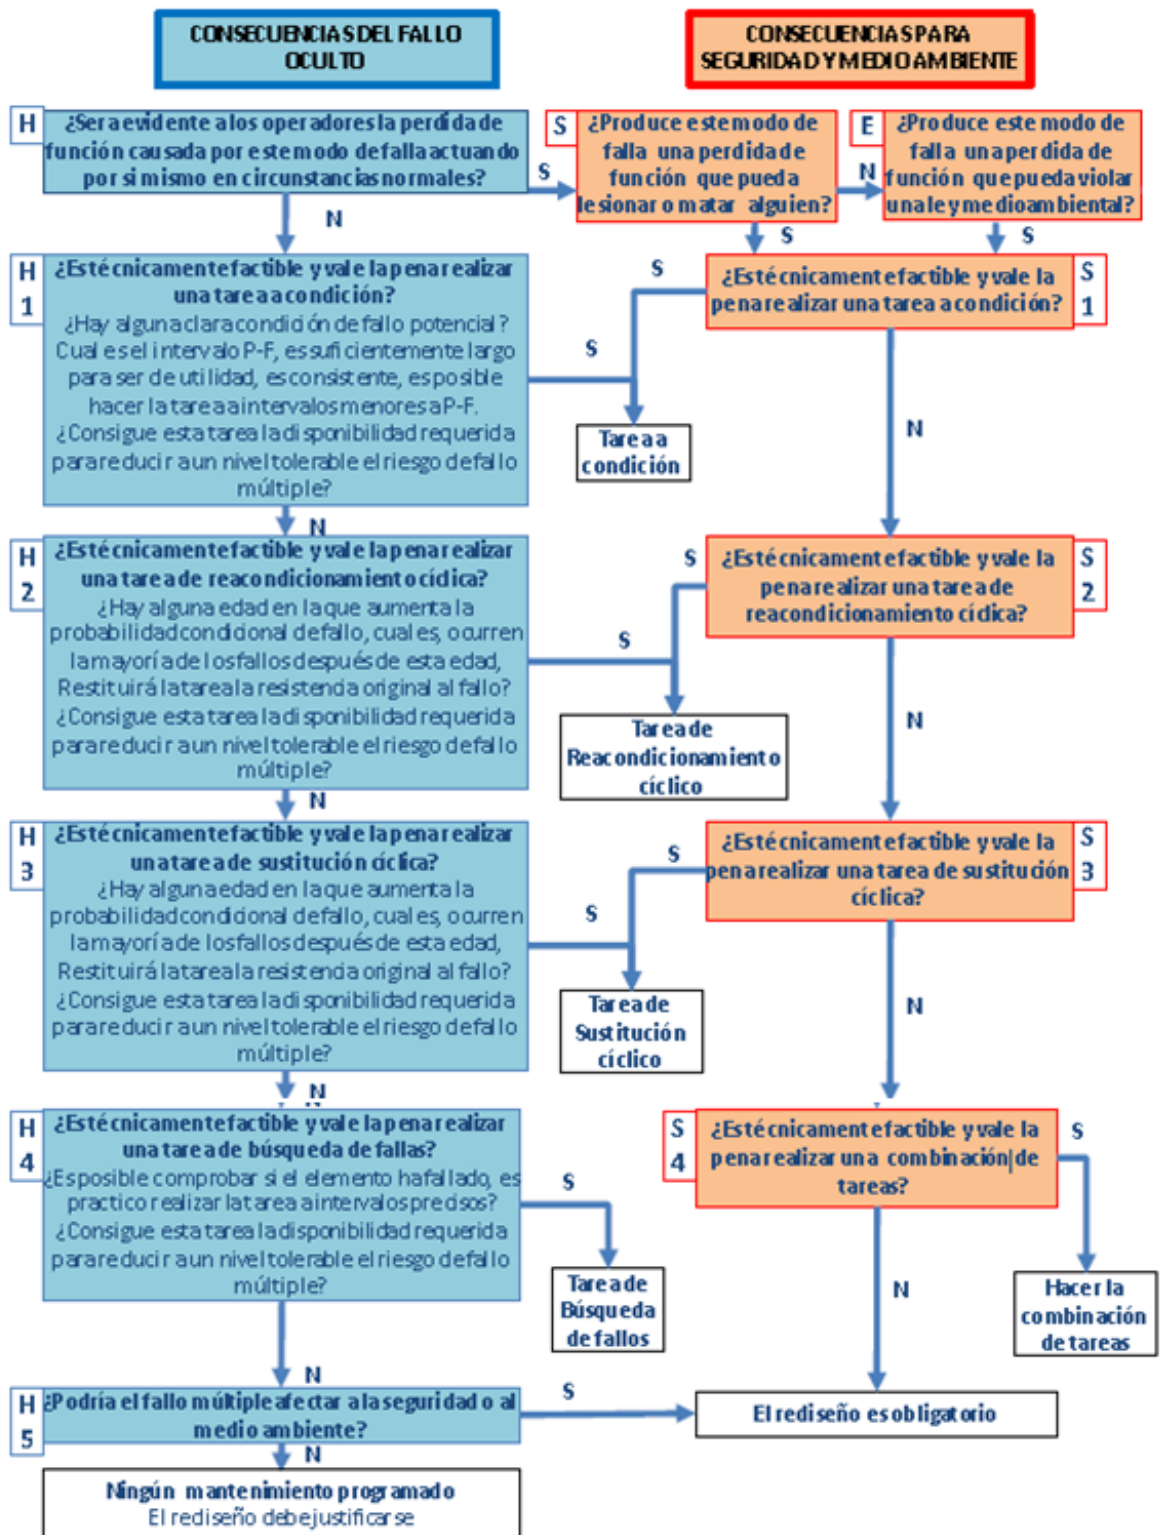 CONSECUENCIAS DEL FALLO
OCULTO
CONSECUENCIAS PARA
SEGURIDAD Y MEDIO AMBIENTE
H
¿Sera evidente a los operadores la perdida de
función causada por este modo de falla actuando
por si mismo en circunstancias normales?
S
N
S
¿Produce este modo de
falla una perdida de
función que pueda
lesionar o matar alguien?
N
S
E
¿Produce este modo de
falla una perdida de
función que pueda violar
una ley medioambiental?
S
H
1
¿Es técnicamente factible y vale la pena realizar
una tarea a condición?
¿Hay alguna clara condición de fallo potencial?
Cual es el intervalo P-F, es suficientemente largo
para ser de utilidad, es consistente, es posible
hacer la tarea a intervalos menores a P-F.
¿Consigue esta tarea la disponibilidad requerida
para reducir a un nivel tolerable el riesgo de fallo
múltiple?
S
N
S
¿Es técnicamente factible y vale la
pena realizar una tarea a condición?
S
1
N
Tarea a
condición
H
2
¿Es técnicamente factible y vale la pena realizar
una tarea de reacondicionamiento cíclica?
¿Hay alguna edad en la que aumenta la
probabilidad condicional de fallo, cual es, ocurren
la mayoría de los fallos después de esta edad,
Restituirá la tarea la resistencia original al fallo?
¿Consigue esta tarea la disponibilidad requerida
para reducir a un nivel tolerable el riesgo de fallo
múltiple?
S
N
S
¿Es técnicamente factible y vale la
pena realizar una tarea de
reacondicionamiento cíclica?
S
2
N
Tarea de
Reacondicionamiento
cíclico
H
3
¿Es técnicamente factible y vale la pena realizar
una tarea de sustitución cíclica?
¿Hay alguna edad en la que aumenta la
probabilidad condicional de fallo, cual es, ocurren
la mayoría de los fallos después de esta edad,
Restituirá la tarea la resistencia original al fallo?
¿Consigue esta tarea la disponibilidad requerida
para reducir a un nivel tolerable el riesgo de fallo
múltiple?
S
N
S
¿Es técnicamente factible y vale la
pena realizar una tarea de sustitución
cíclica?
S
3
N
Tarea de
Sustitución
cíclico
H
4
¿Es técnicamente factible y vale la pena realizar
una tarea de búsqueda de fallas?
¿Es posible comprobar si el elemento ha fallado, es
practico realizar la tarea a intervalos precisos?
¿Consigue esta tarea la disponibilidad requerida
para reducir a un nivel tolerable el riesgo de fallo
múltiple?
S
N
Tarea de
Búsqueda
de fallos
S
4
¿Es técnicamente factible y vale la
pena realizar una combinación de
tareas?
S
N
Hacer la
combinación
de tareas
H
5
¿Podría el fallo múltiple afectar a la seguridad o al
medio ambiente?
S
N
El rediseño es obligatorio
Ningún mantenimiento programado
El rediseño debe justificarse